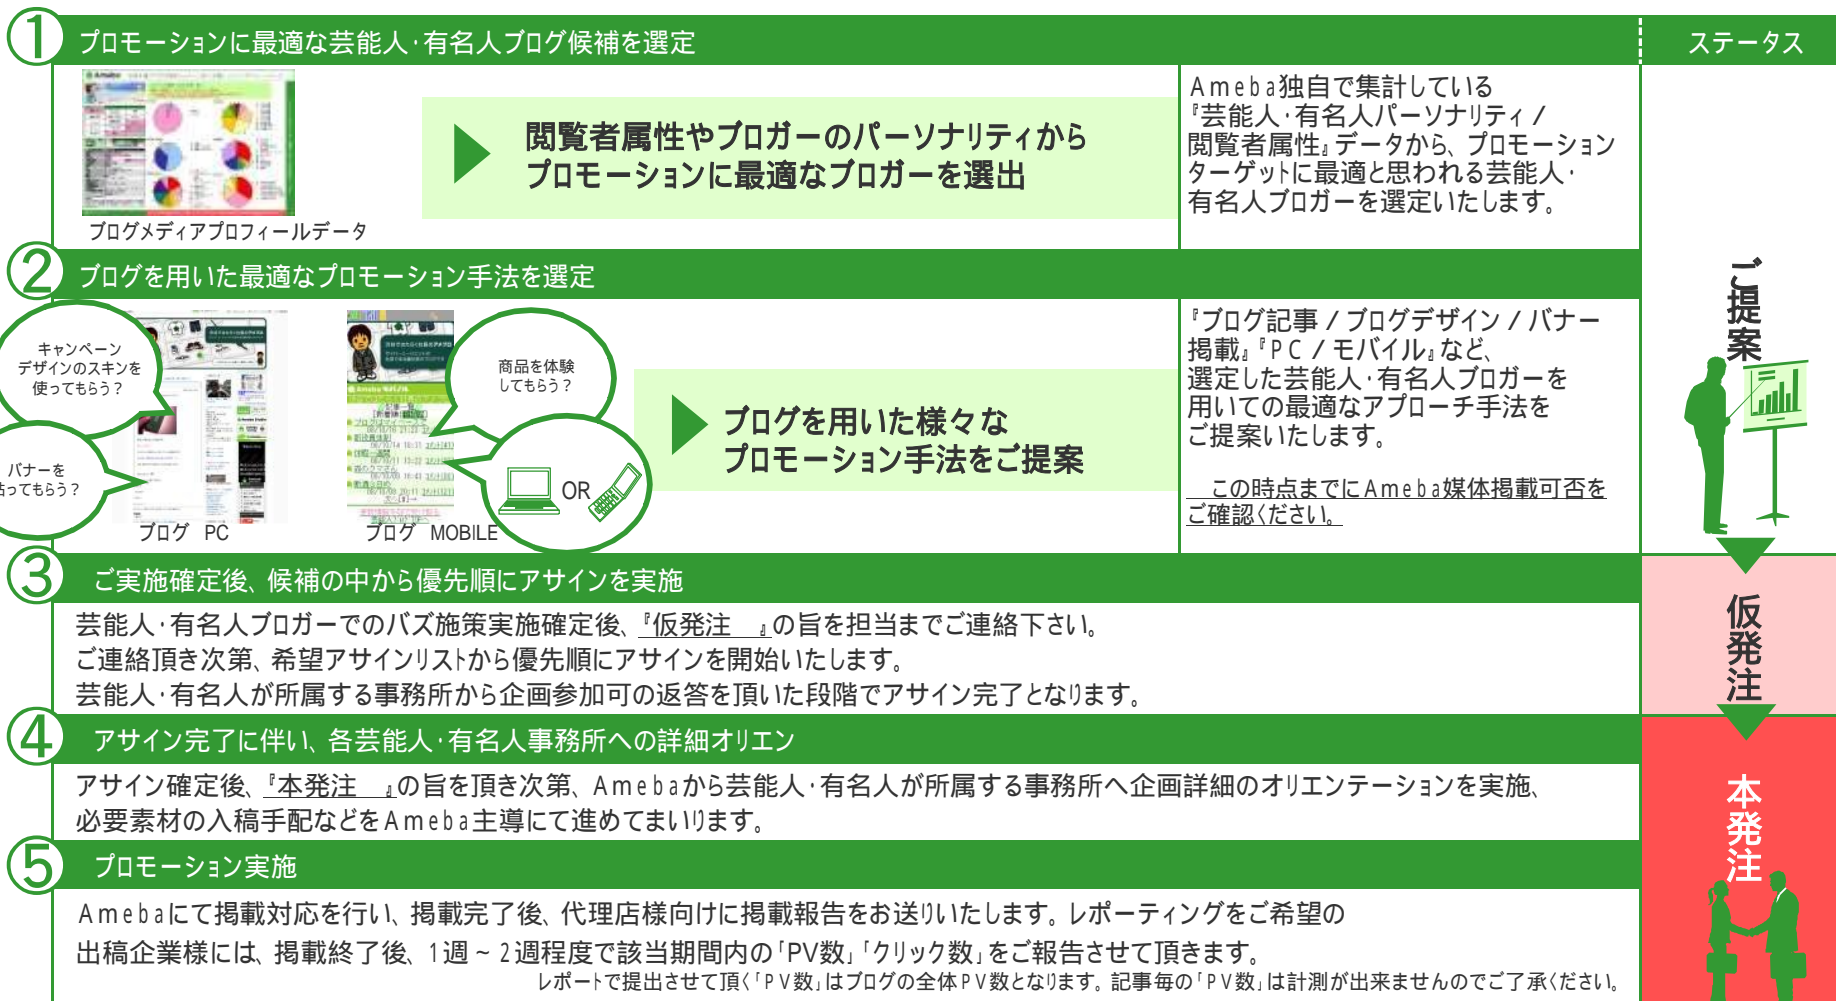 ① プロモーションに最適な芸能人・有名人ブログ候補を選定
ステータス
閲覧者属性やブロガーのパーソナリティから
プロモーションに最適なブロガーを選出
ブログメディアプロフィールデータ
Ameba独自で集計している
『芸能人・有名人パーソナリティ/
閲覧者属性』データから、プロモーション
ターゲットに最適と思われる芸能人・
有名人ブロガーを選定いたします。
② ブログを用いた最適なプロモーション手法を選定
キャンペーン
デザインのスキンを
使ってもらう？
バナーを
貼ってもらう？
商品を体験
してもらう？
OR
ブログ PC
ブログ MOBILE
ブログを用いた様々な
プロモーション手法をご提案
『ブログ記事/ブログデザイン/バナー
掲載』『PC/モバイル』など、
選定した芸能人・有名人ブロガーを
用いての最適なアプローチ手法を
ご提案いたします。
この時点までにAmeba媒体掲載可否を
ご確認ください。
ご提案
③ ご実施確定後、候補の中から優先順にアサインを実施
芸能人・有名人ブロガーでのバズ施策実施確定後、『仮発注 』の旨を担当までご連絡下さい。
ご連絡頂き次第、希望アサインリストから優先順にアサインを開始いたします。
芸能人・有名人が所属する事務所から企画参加可の返答を頂いた段階でアサイン完了となります。
仮発注
④ アサイン完了に伴い、各芸能人・有名人事務所への詳細オリエン
アサイン確定後、『本発注 』の旨を頂き次第、Amebaから芸能人・有名人が所属する事務所へ企画詳細のオリエンテーションを実施、
必要素材の入稿手配などをAmeba主導にて進めてまいります。
本発注
⑤ プロモーション実施
Amebaにて掲載対応を行い、掲載完了後、代理店様向けに掲載報告をお送りいたします。レポーティングをご希望の
出稿企業様には、掲載終了後、1週～2週程度で該当期間内の「PV数」「クリック数」をご報告させて頂きます。
レポートで提出させて頂く「PV数」はブログの全体PV数となります。記事毎の「PV数」は計測が出来ませんのでご了承ください。